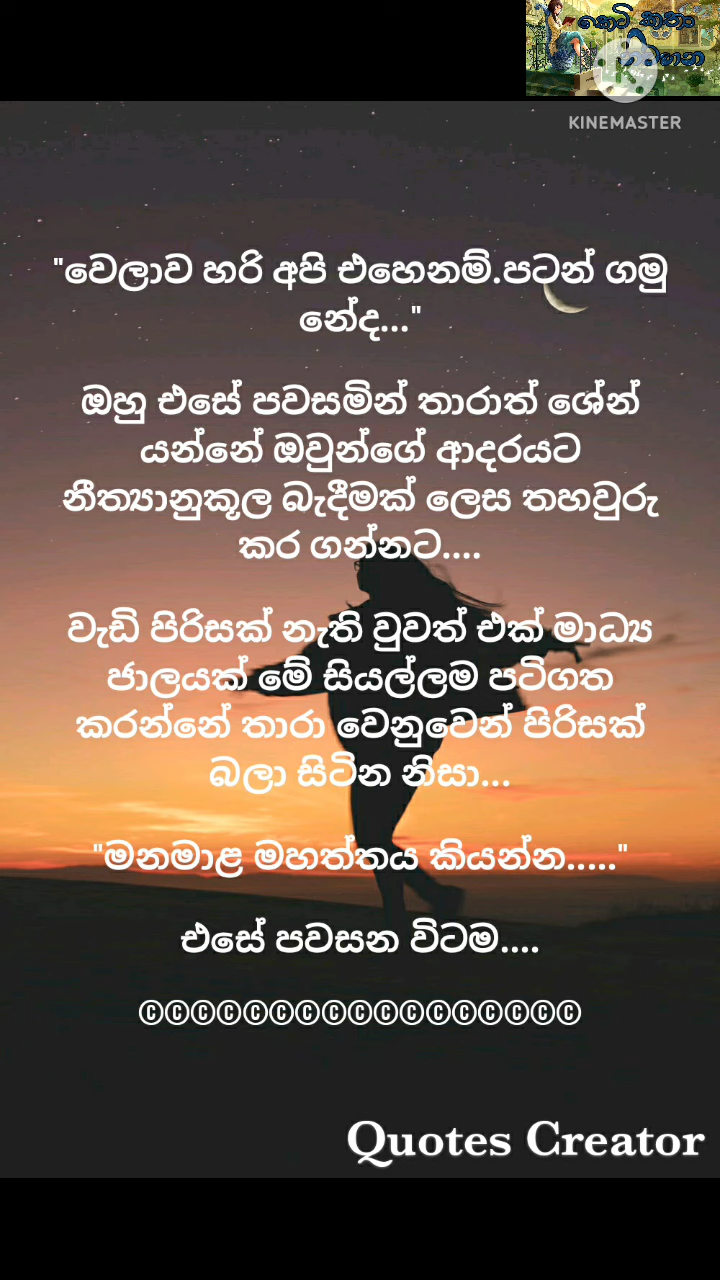 කෙටි කතා
KINEMASTER
"වෙලාව හරි අපි එහෙනම්.පටන් ගමු
නේද..."
ඔහු එසේ පවසමින් තාරාත් ශේන්
යන්නේ ඔවුන්ගේ ආදරයට
නීත්‍යානුකූල බැදීමක් ලෙස තහවුරු
කර ගන්නට....
වැඩි පිරිසක් නැති වුවත් එක් මාධ්‍ය
ජාලයක් මේ සියල්ලම පටිගත
කරන්නේ තාරා වෙනුවෙන් පිරිසක්
බලා සිටින නිසා...
"මනමාළ මහත්තය කියන්න....."
එසේ පවසන විටම....
©©©©©©©©©©©©©©©©©
Quotes Creator